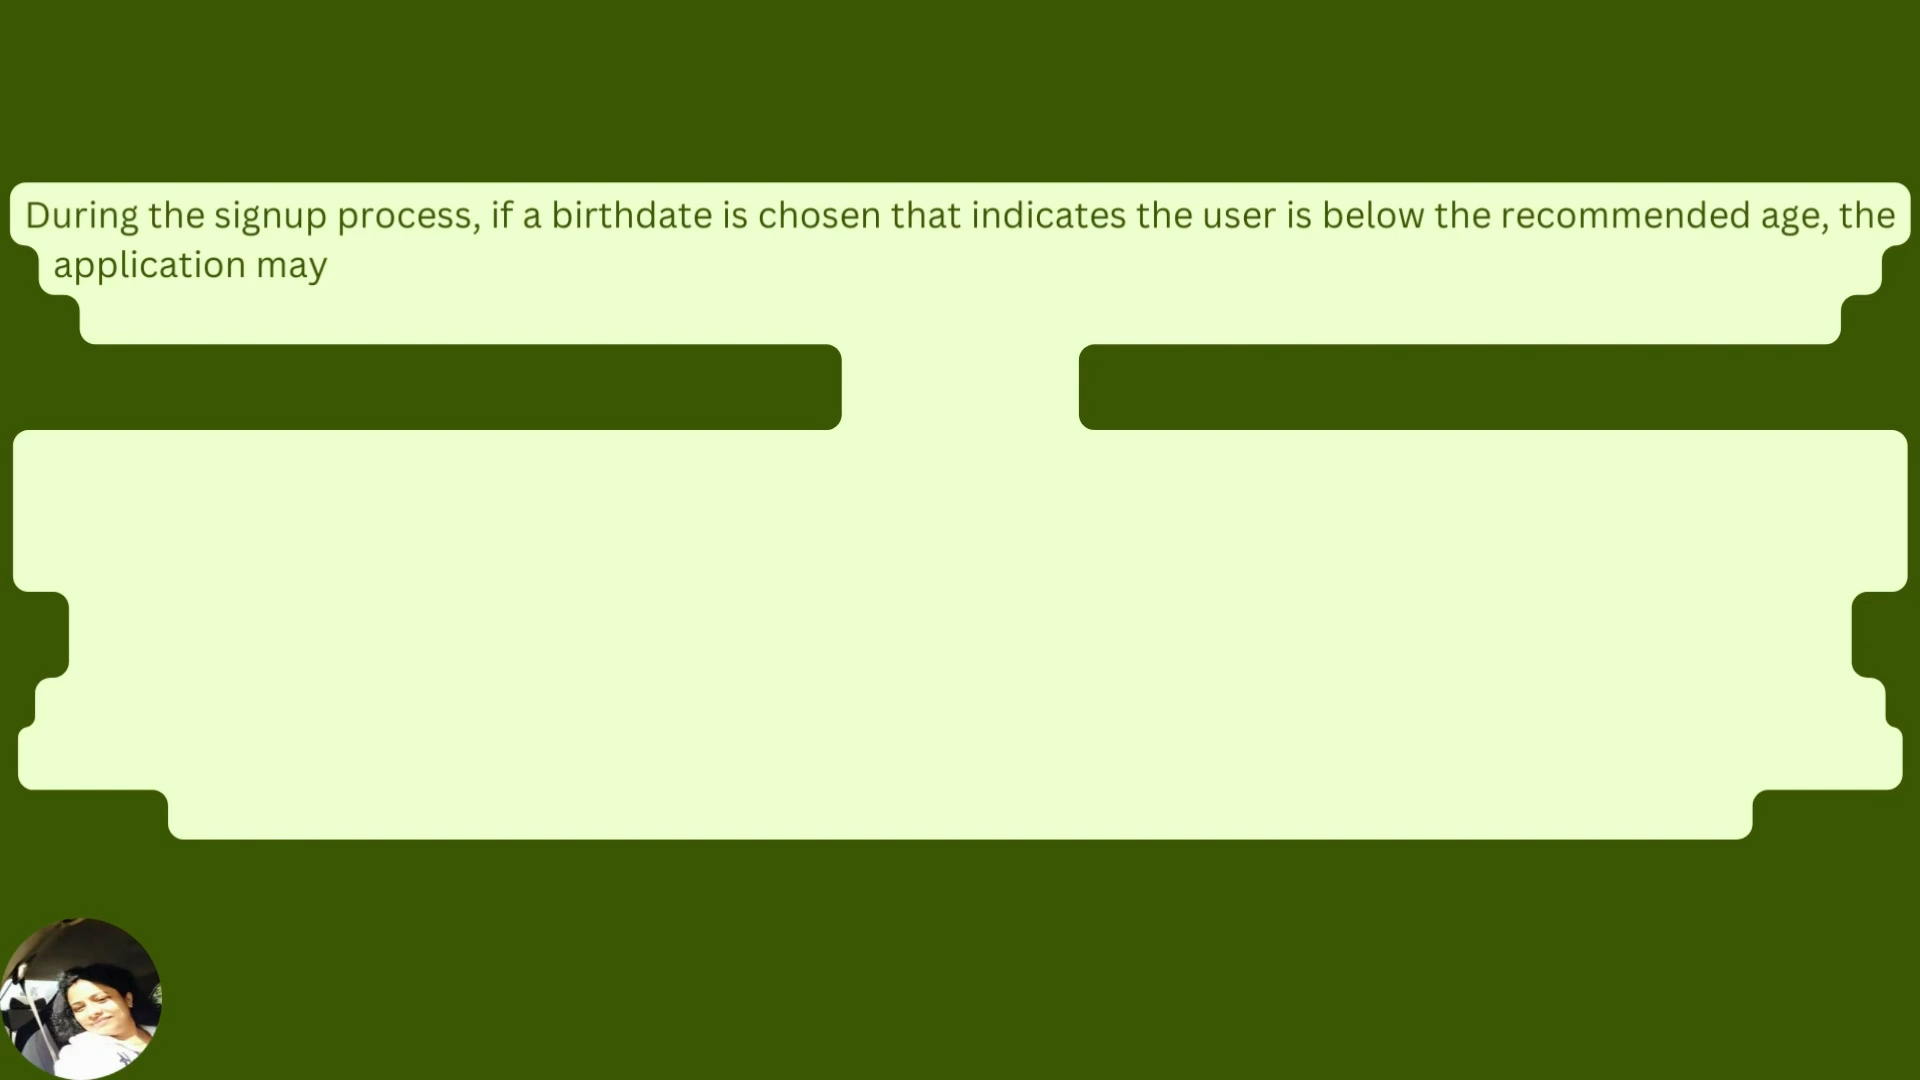 During the signup process, if a birthdate is chosen that indicates the user is below the recommended age, the
application may